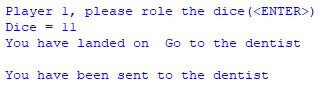 Player 1, please role the dice(<ENTER>)
Dice = 11
You have landed on  Go to the dentist
You have been sent to the dentist